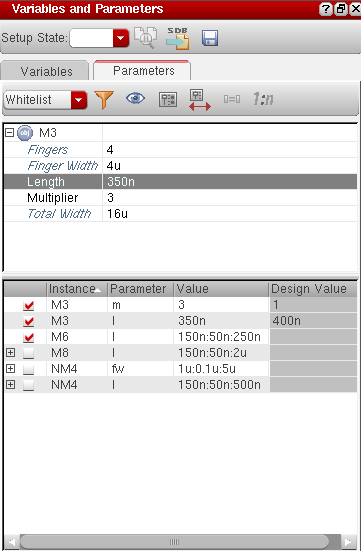 Variables and Parameters
Setup State: SDB
Variables Parameters
Whitelist 1:n
obj M3
Fingers 4
Finger Width 4u
Length 350n
Multiplier 3
Total Width 16u
Instance Parameter Value Design Value
M3 m 3 1
M3 l 350n 400n
M6 l 150n:50n:250n
M8 l 150n:50n:2u
NM4 fw 1u:0.1u:5u
NM4 l 150n:50n:500n